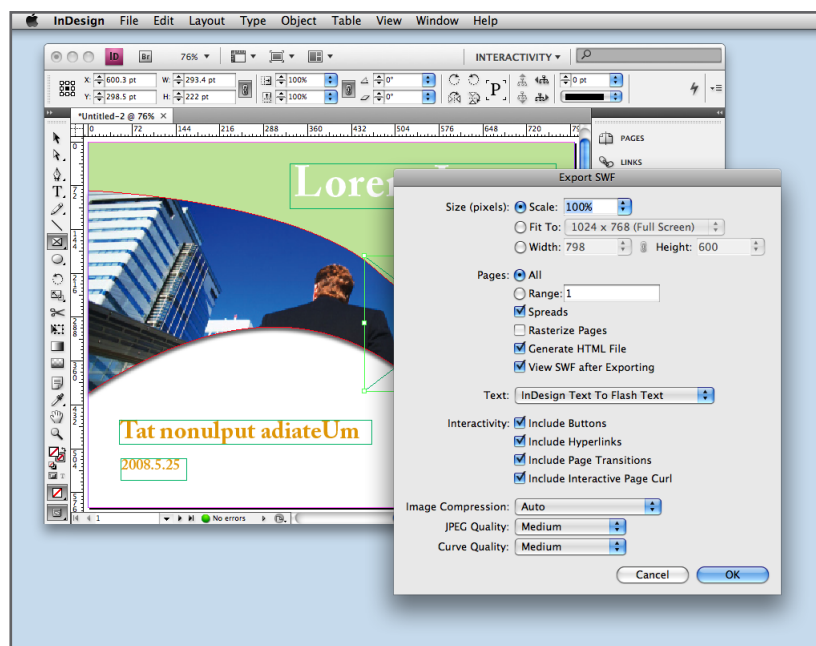 InDesign File Edit Layout Type Object Table View Window Help
ID Br 76% INTERACTIVITY
X: 600.3 pt W: 293.4 pt 100% 0° P 0 pt
Y: 298.5 pt H: 222 pt 100% 0°
*Untitled-2 @ 76% ×
0 72 144 216 288 360 432 504 576 648 720 79
PAGES
LINKS
Lore
Tat nonulput adiateUm
2008.5.25
1 No errors
Export SWF
Size (pixels): Scale: 100%
Fit To: 1024 x 768 (Full Screen)
Width: 798 Height: 600
Pages: All
Range: 1
Spreads
Rasterize Pages
Generate HTML File
View SWF after Exporting
Text: InDesign Text To Flash Text
Interactivity: Include Buttons
Include Hyperlinks
Include Page Transitions
Include Interactive Page Curl
Image Compression: Auto
JPEG Quality: Medium
Curve Quality: Medium
Cancel OK